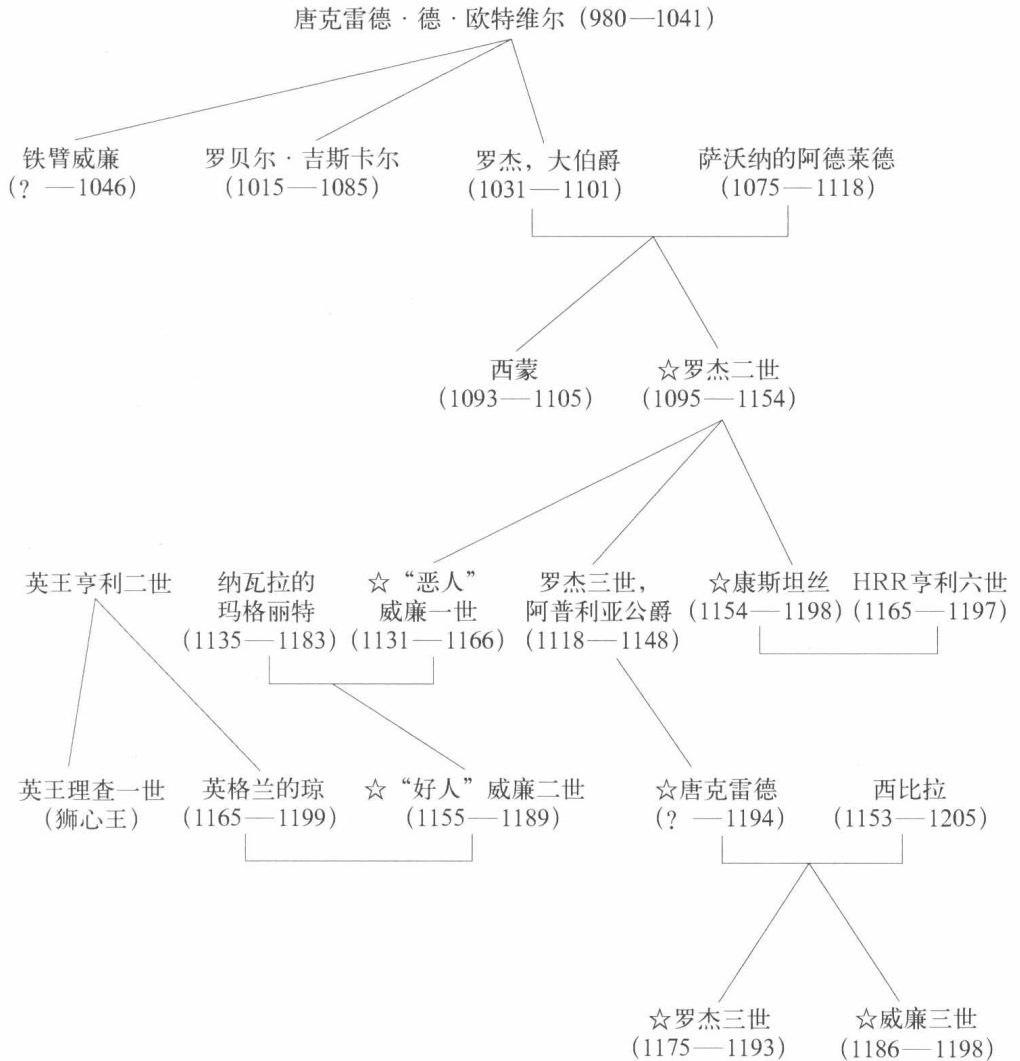 唐克雷德·德·欧特维尔（980—1041）
铁臂威廉 罗贝尔·吉斯卡尔 罗杰，大伯爵 萨沃纳的阿德莱德
（？—1046） （1015—1085） （1031—1101） （1075—1118）
西蒙 ☆罗杰二世
（1093—1105） （1095—1154）
英王亨利二世 纳瓦拉的 ☆“恶人” 罗杰三世， ☆康斯坦丝 HRR亨利六世
玛格丽特 威廉一世 阿普利亚公爵 （1154—1198） （1165—1197）
（1135—1183） （1131—1166） （1118—1148）
英王理查一世 英格兰的琼 ☆“好人”威廉二世 ☆唐克雷德 西比拉
（狮心王） （1165—1199） （1155—1189） （？—1194） （1153—1205）
☆罗杰三世 ☆威廉三世
（1175—1193） （1186—1198）